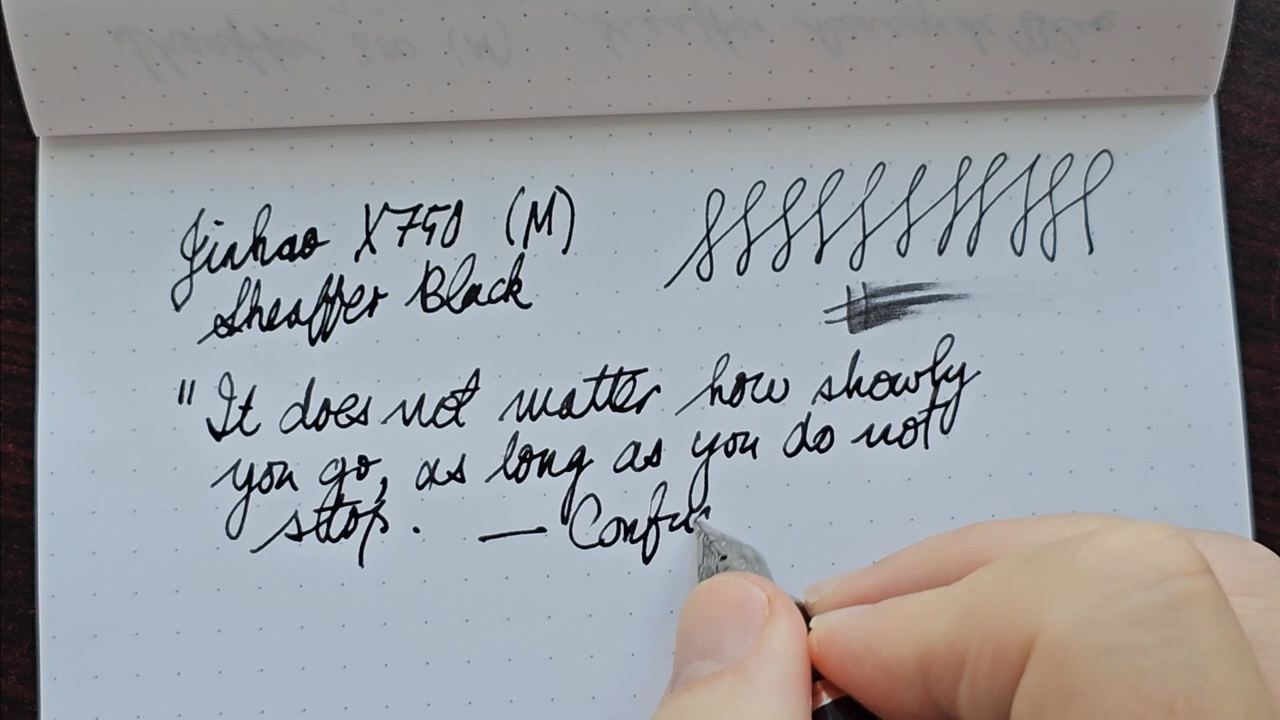 Jinhao X750 (M)
Sheaffer Black
"It does not matter how showly
you go, as long as you do not
stop. — Confu